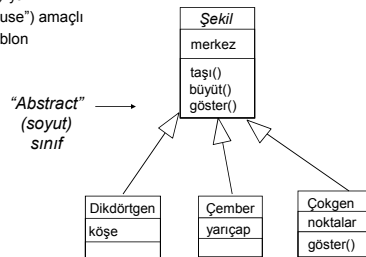 use”) amaçlı
blon
Şekil
merkez
taşı()
büyüt()
göster()
“Abstract”
(soyut)
sınıf
Dikdörtgen
köşe
Çember
yarıçap
Çokgen
noktalar
göster()